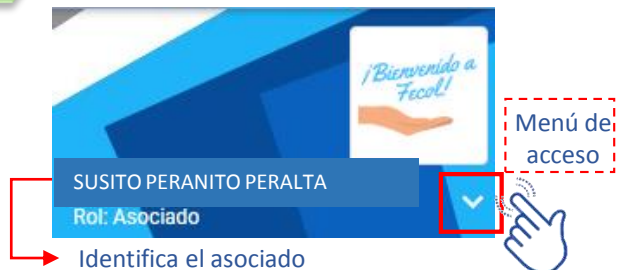 ¡Bienvenido a
Fecol!
Menú de
acceso
SUSITO PERANITO PERALTA
Rol: Asociado
Identifica el asociado